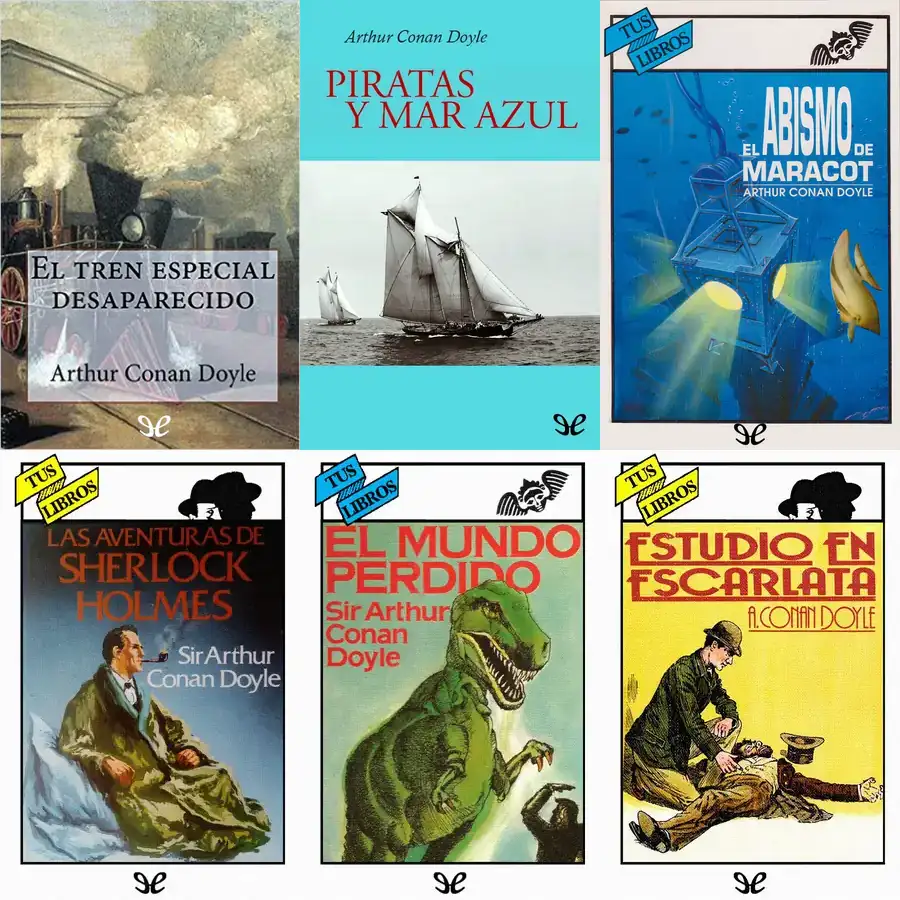 EL TREN ESPECIAL
DESAPARECIDO
Arthur Conan Doyle
Arthur Conan Doyle
PIRATAS
Y MAR AZUL
TUS
LIBROS
EL ABISMO DE
MARACOT
ARTHUR CONAN DOYLE
TUS
LIBROS
LAS AVENTURAS DE
SHERLOCK
HOLMES
Sir Arthur
Conan Doyle
TUS
LIBROS
EL MUNDO
PERDIDO
Sir Arthur
Conan
Doyle
TUS
LIBROS
ESTUDIO EN
ESCARLATA
A. CONAN DOYLE